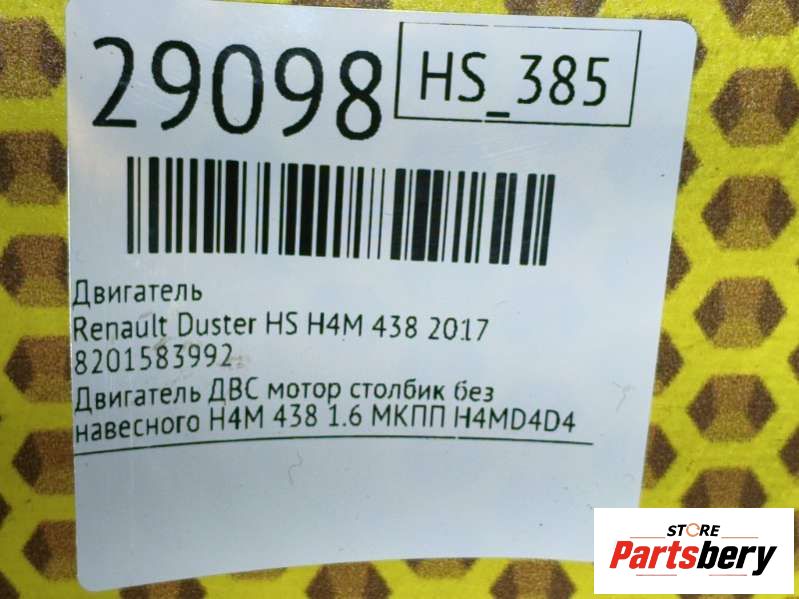 29098
HS_385
Двигатель
Renault Duster HS H4M 438 2017
8201583992
Двигатель ДВС мотор столбик без
навесного H4M 438 1.6 МКПП H4MD4D4
STORE
Partsbery